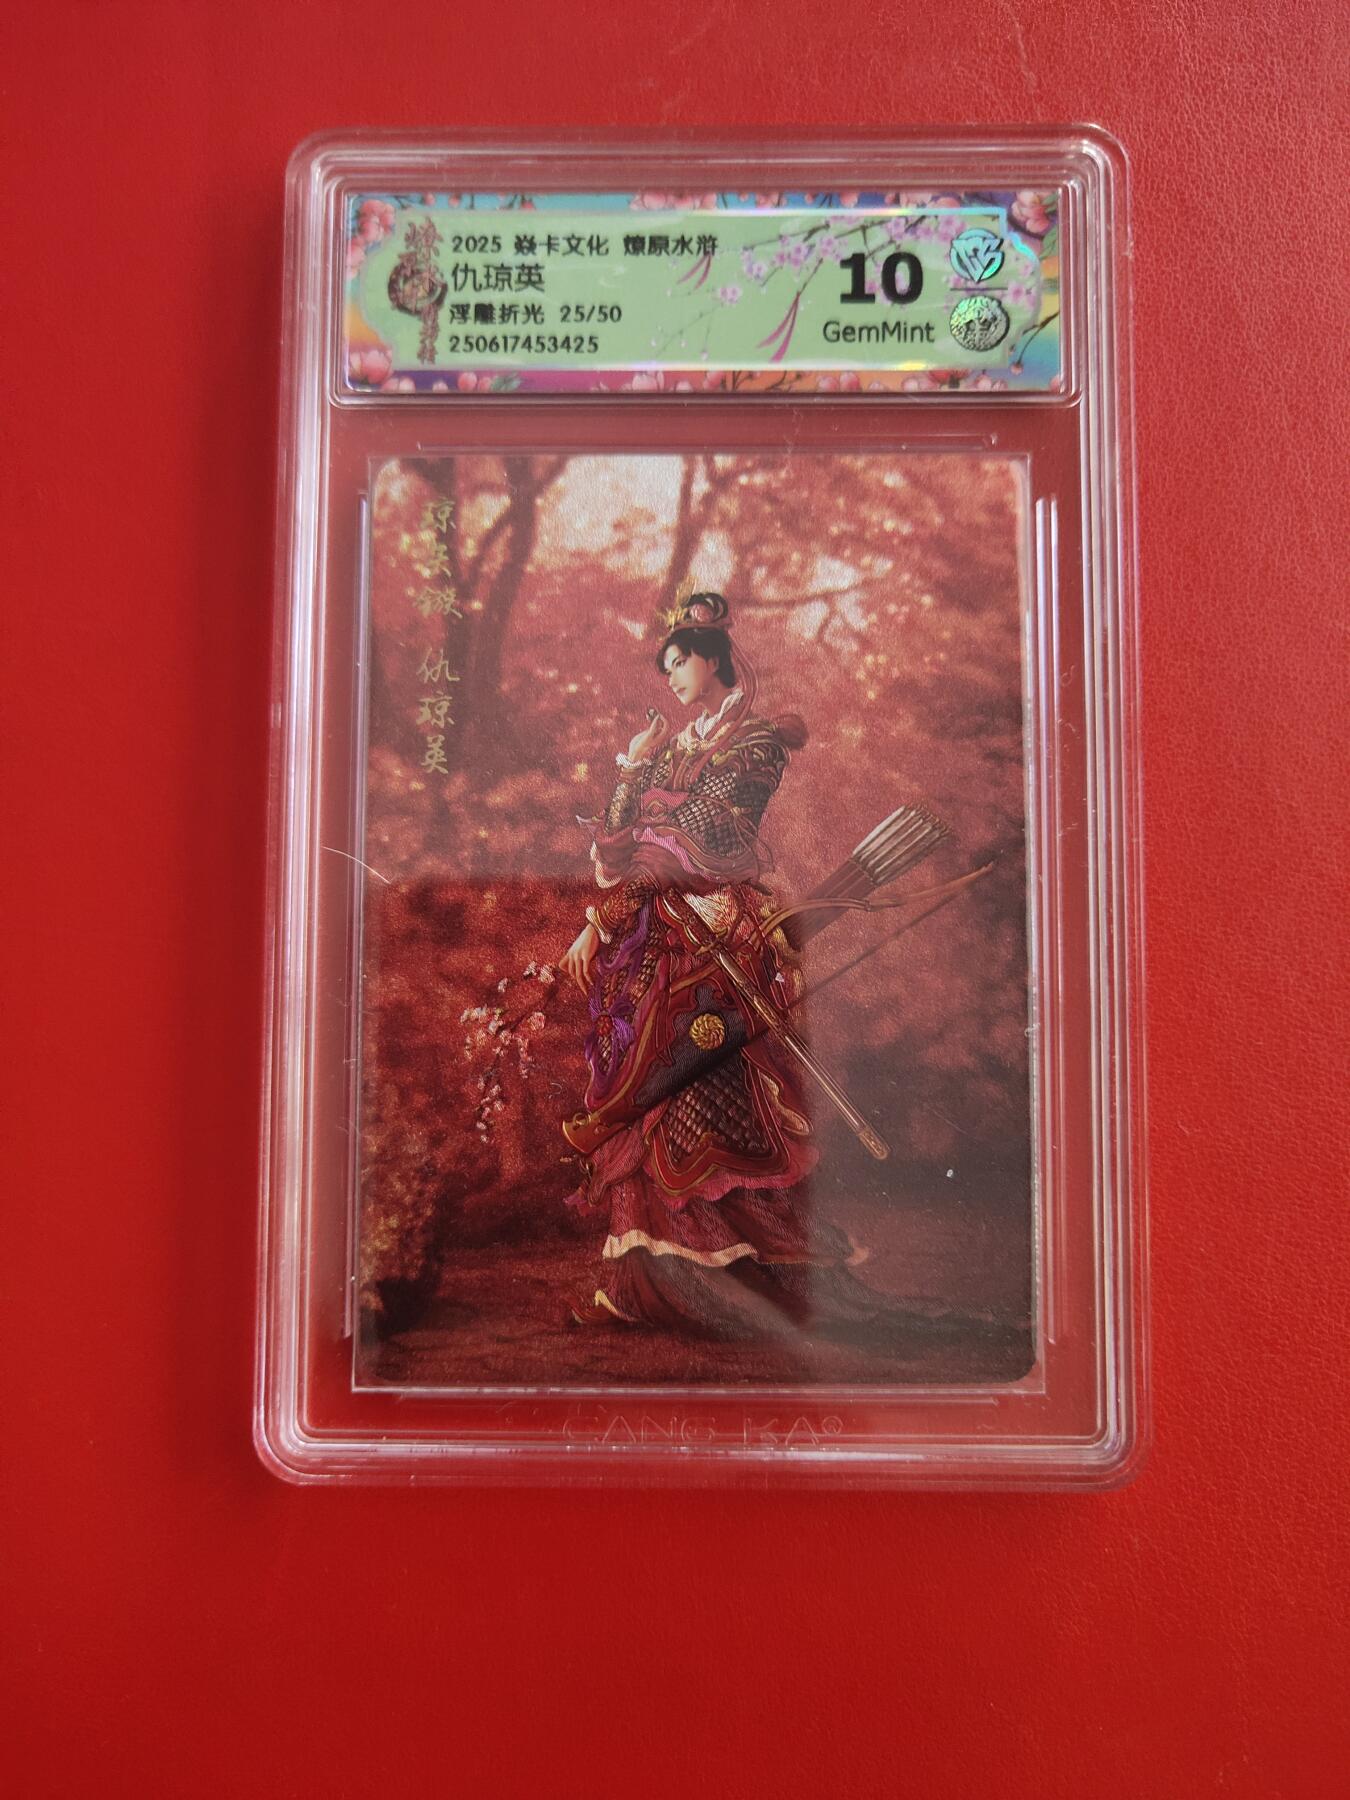 2025 焱卡文化 燎原水浒
仇琼英
浮雕折光 25/50
250617453425
10
GemMint
琼矢镞 仇琼英
CANG KA®